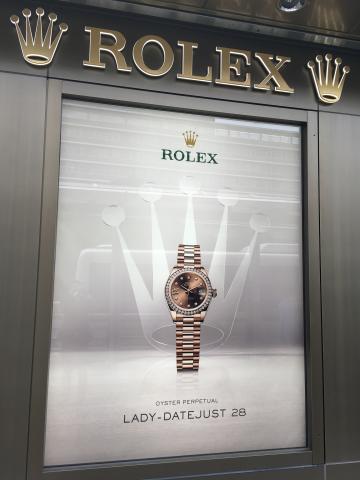 ROLEX
ROLEX
OYSTER PERPETUAL
LADY-DATEJUST 28